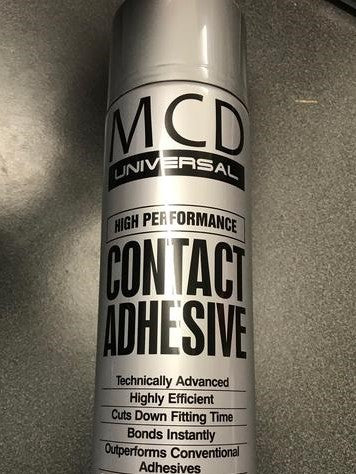 MCD
UNIVERSAL
HIGH PERFORMANCE
CONTACT
ADHESIVE
Technically Advanced
Highly Efficient
Cuts Down Fitting Time
Bonds Instantly
Outperforms Conventional
Adhesives